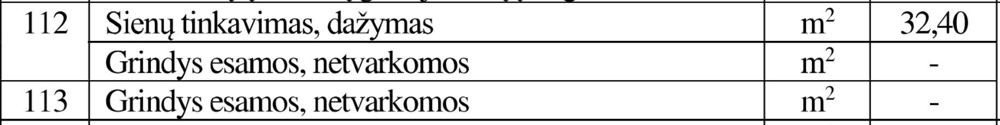 112 Sienų tinkavimas, dažymas m² 32,40
Grindys esamos, netvarkomos m² -
113 Grindys esamos, netvarkomos m² -